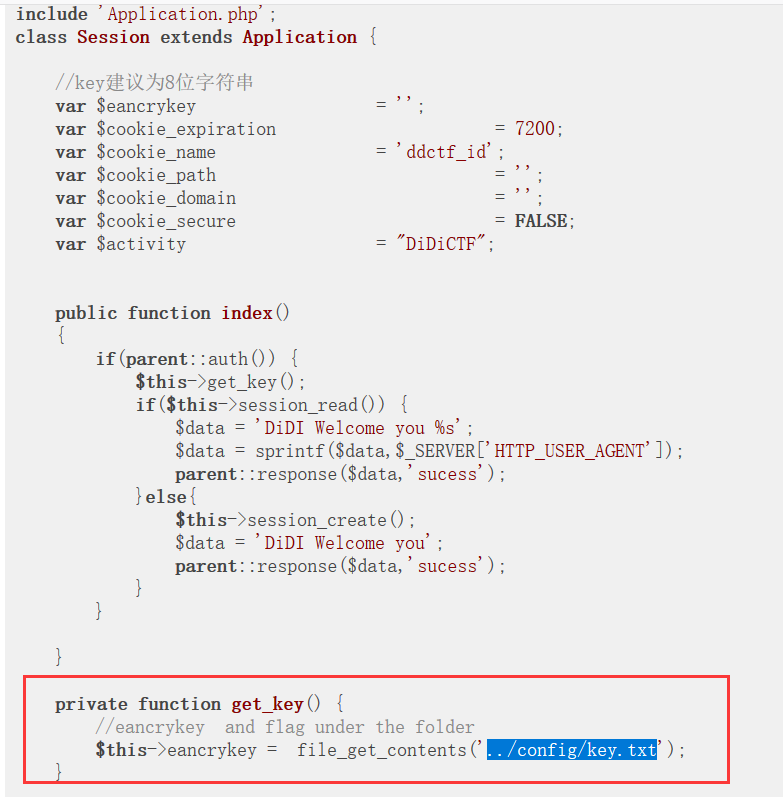 include 'Application.php';
class Session extends Application {
//key建议为8位字符串
var $eancrykey = '';
var $cookie_expiration = 7200;
var $cookie_name = 'ddctf_id';
var $cookie_path = '';
var $cookie_domain = '';
var $cookie_secure = FALSE;
var $activity = "DiDiCTF";
public function index()
{
if(parent::auth()) {
$this->get_key();
if($this->session_read()) {
$data = 'DiDI Welcome you %s';
$data = sprintf($data,$_SERVER['HTTP_USER_AGENT']);
parent::response($data,'sucess');
}else{
$this->session_create();
$data = 'DiDI Welcome you';
parent::response($data,'sucess');
}
}
}
private function get_key() {
//eancrykey  and flag under the folder
$this->eancrykey =  file_get_contents('../config/key.txt');
}